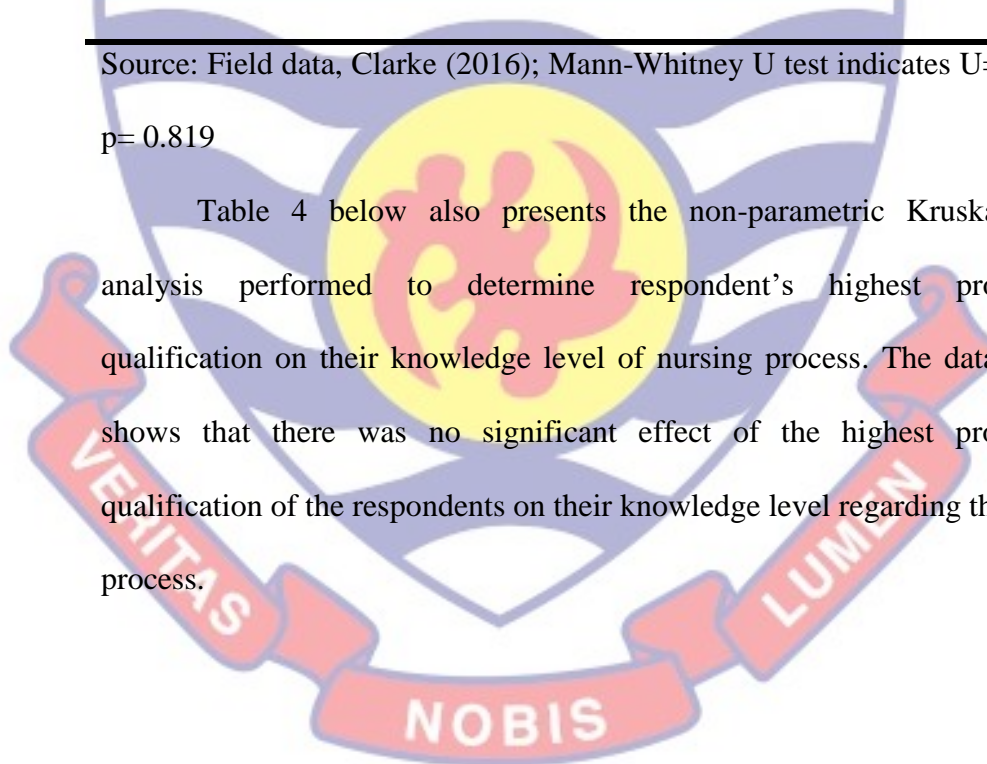 Source: Field data, Clarke (2016); Mann-Whitney U test indicates U=
p= 0.819
Table 4 below also presents the non-parametric Kruska
analysis performed to determine respondent’s highest pro
qualification on their knowledge level of nursing process. The data
shows that there was no significant effect of the highest pro
qualification of the respondents on their knowledge level regarding th
process.
VERITAS
NOBIS
LUMEN